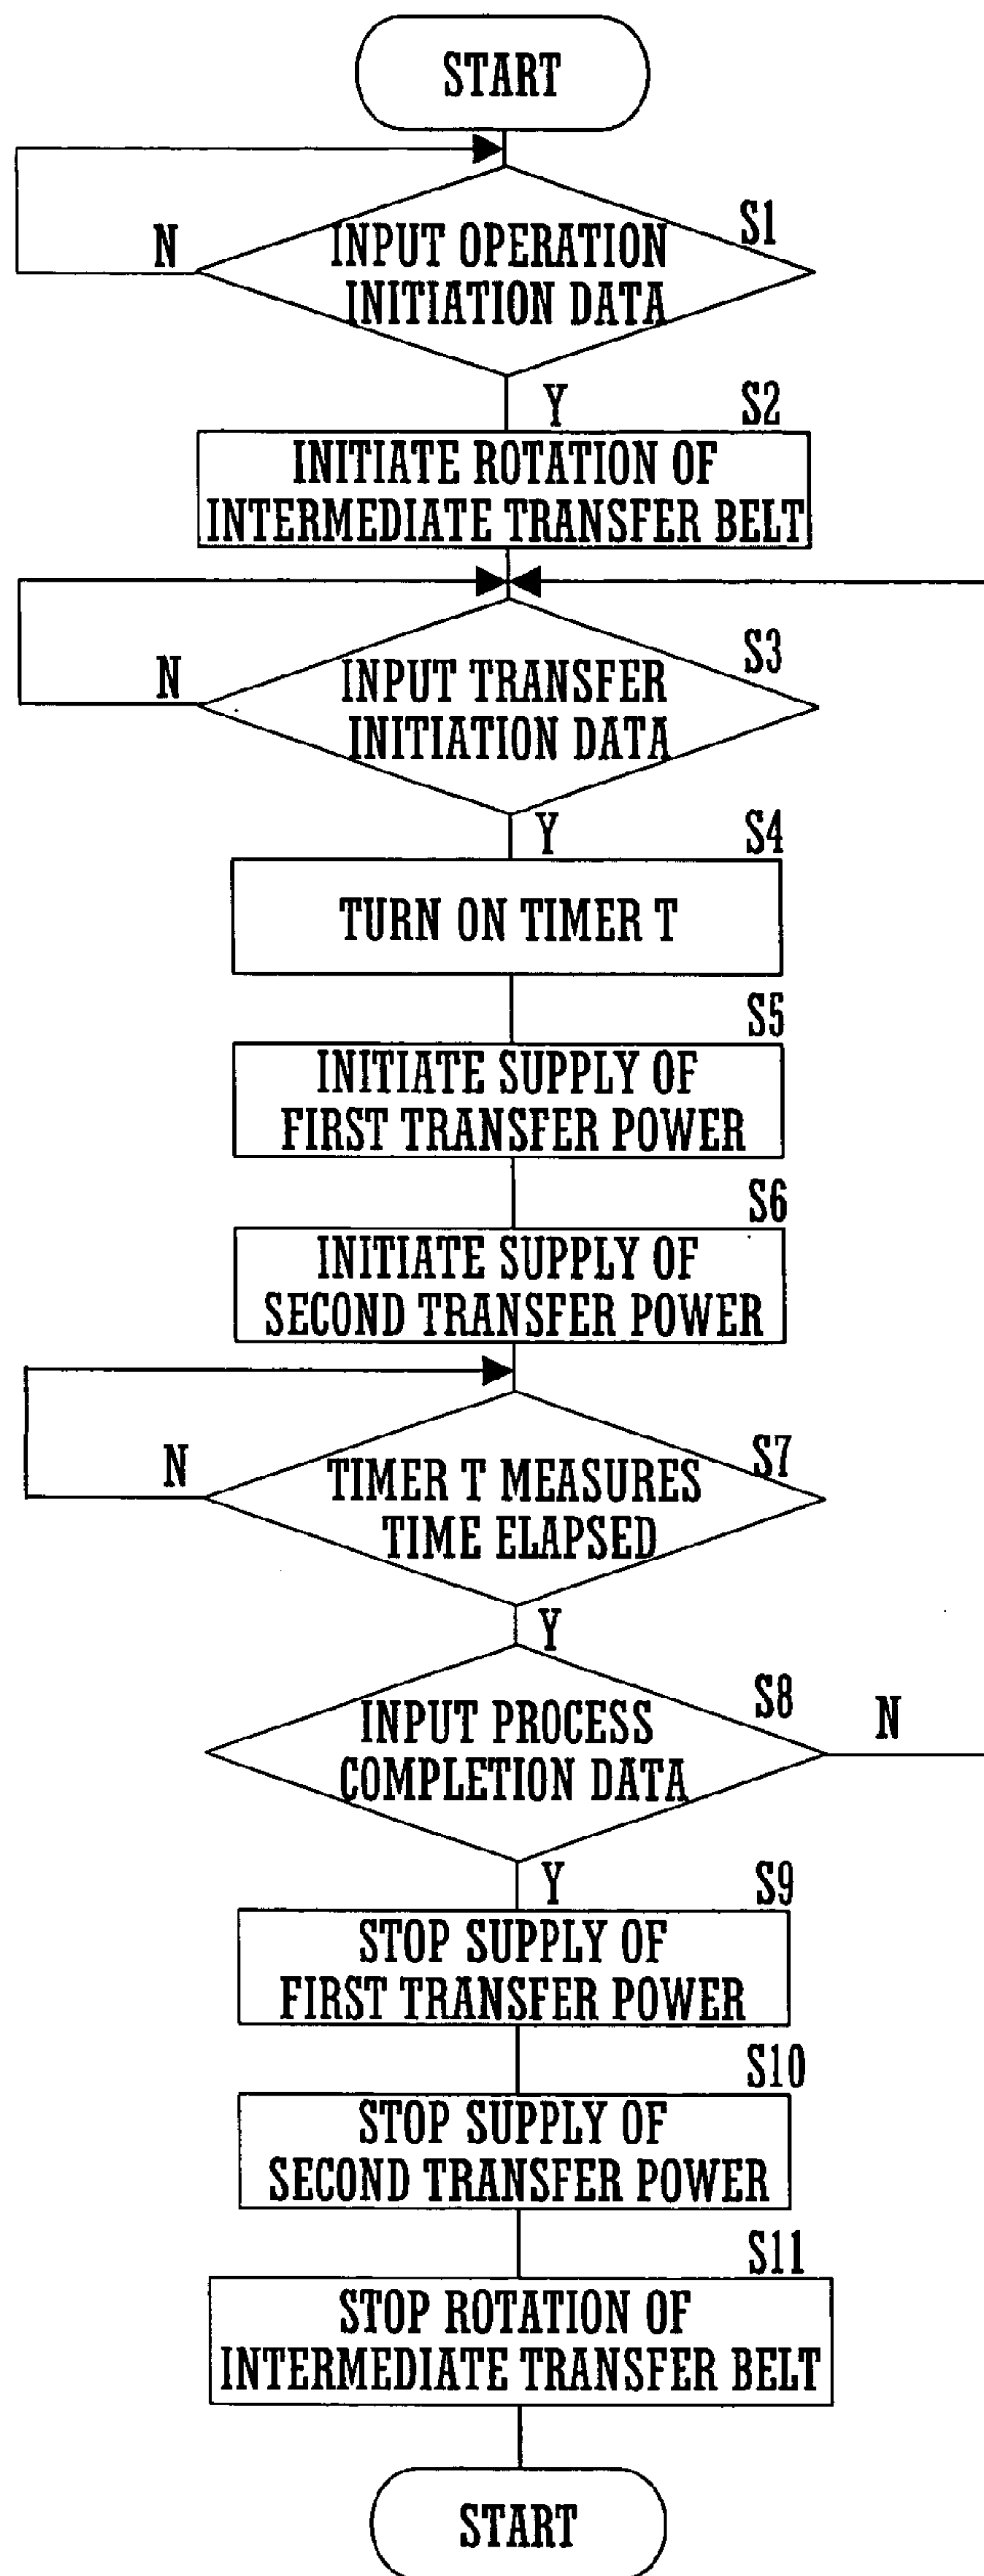 START
S1
N
INPUT OPERATION
INITIATION DATA
Y
S2
INITIATE ROTATION OF
INTERMEDIATE TRANSFER BELT
S3
N
INPUT TRANSFER
INITIATION DATA
Y
S4
TURN ON TIMER T
S5
INITIATE SUPPLY OF
FIRST TRANSFER POWER
S6
INITIATE SUPPLY OF
SECOND TRANSFER POWER
S7
N
TIMER T MEASURES
TIME ELAPSED
Y
S8
N
INPUT PROCESS
COMPLETION DATA
Y
S9
STOP SUPPLY OF
FIRST TRANSFER POWER
S10
STOP SUPPLY OF
SECOND TRANSFER POWER
S11
STOP ROTATION OF
INTERMEDIATE TRANSFER BELT
START